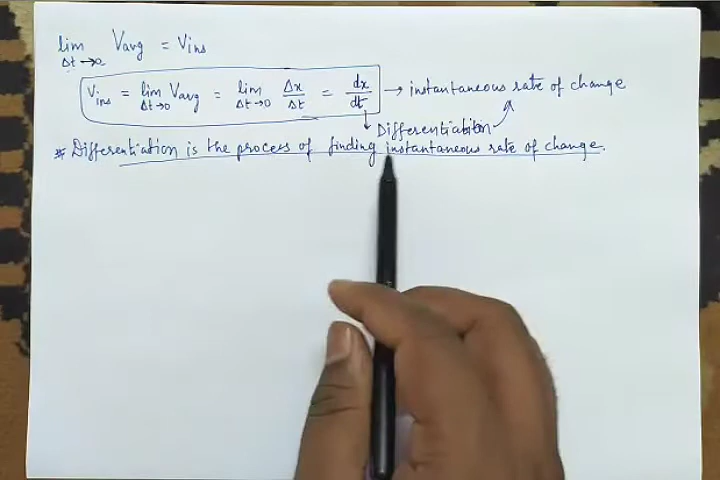 lim Vavg = Vins
Δt→0
Vins = lim Vavg = lim Δx/Δt = dx/dt → instantaneous rate of change
Δt→0 Δt→0
↓ Differentiation
* Differentiation is the process of finding instantaneous rate of change.